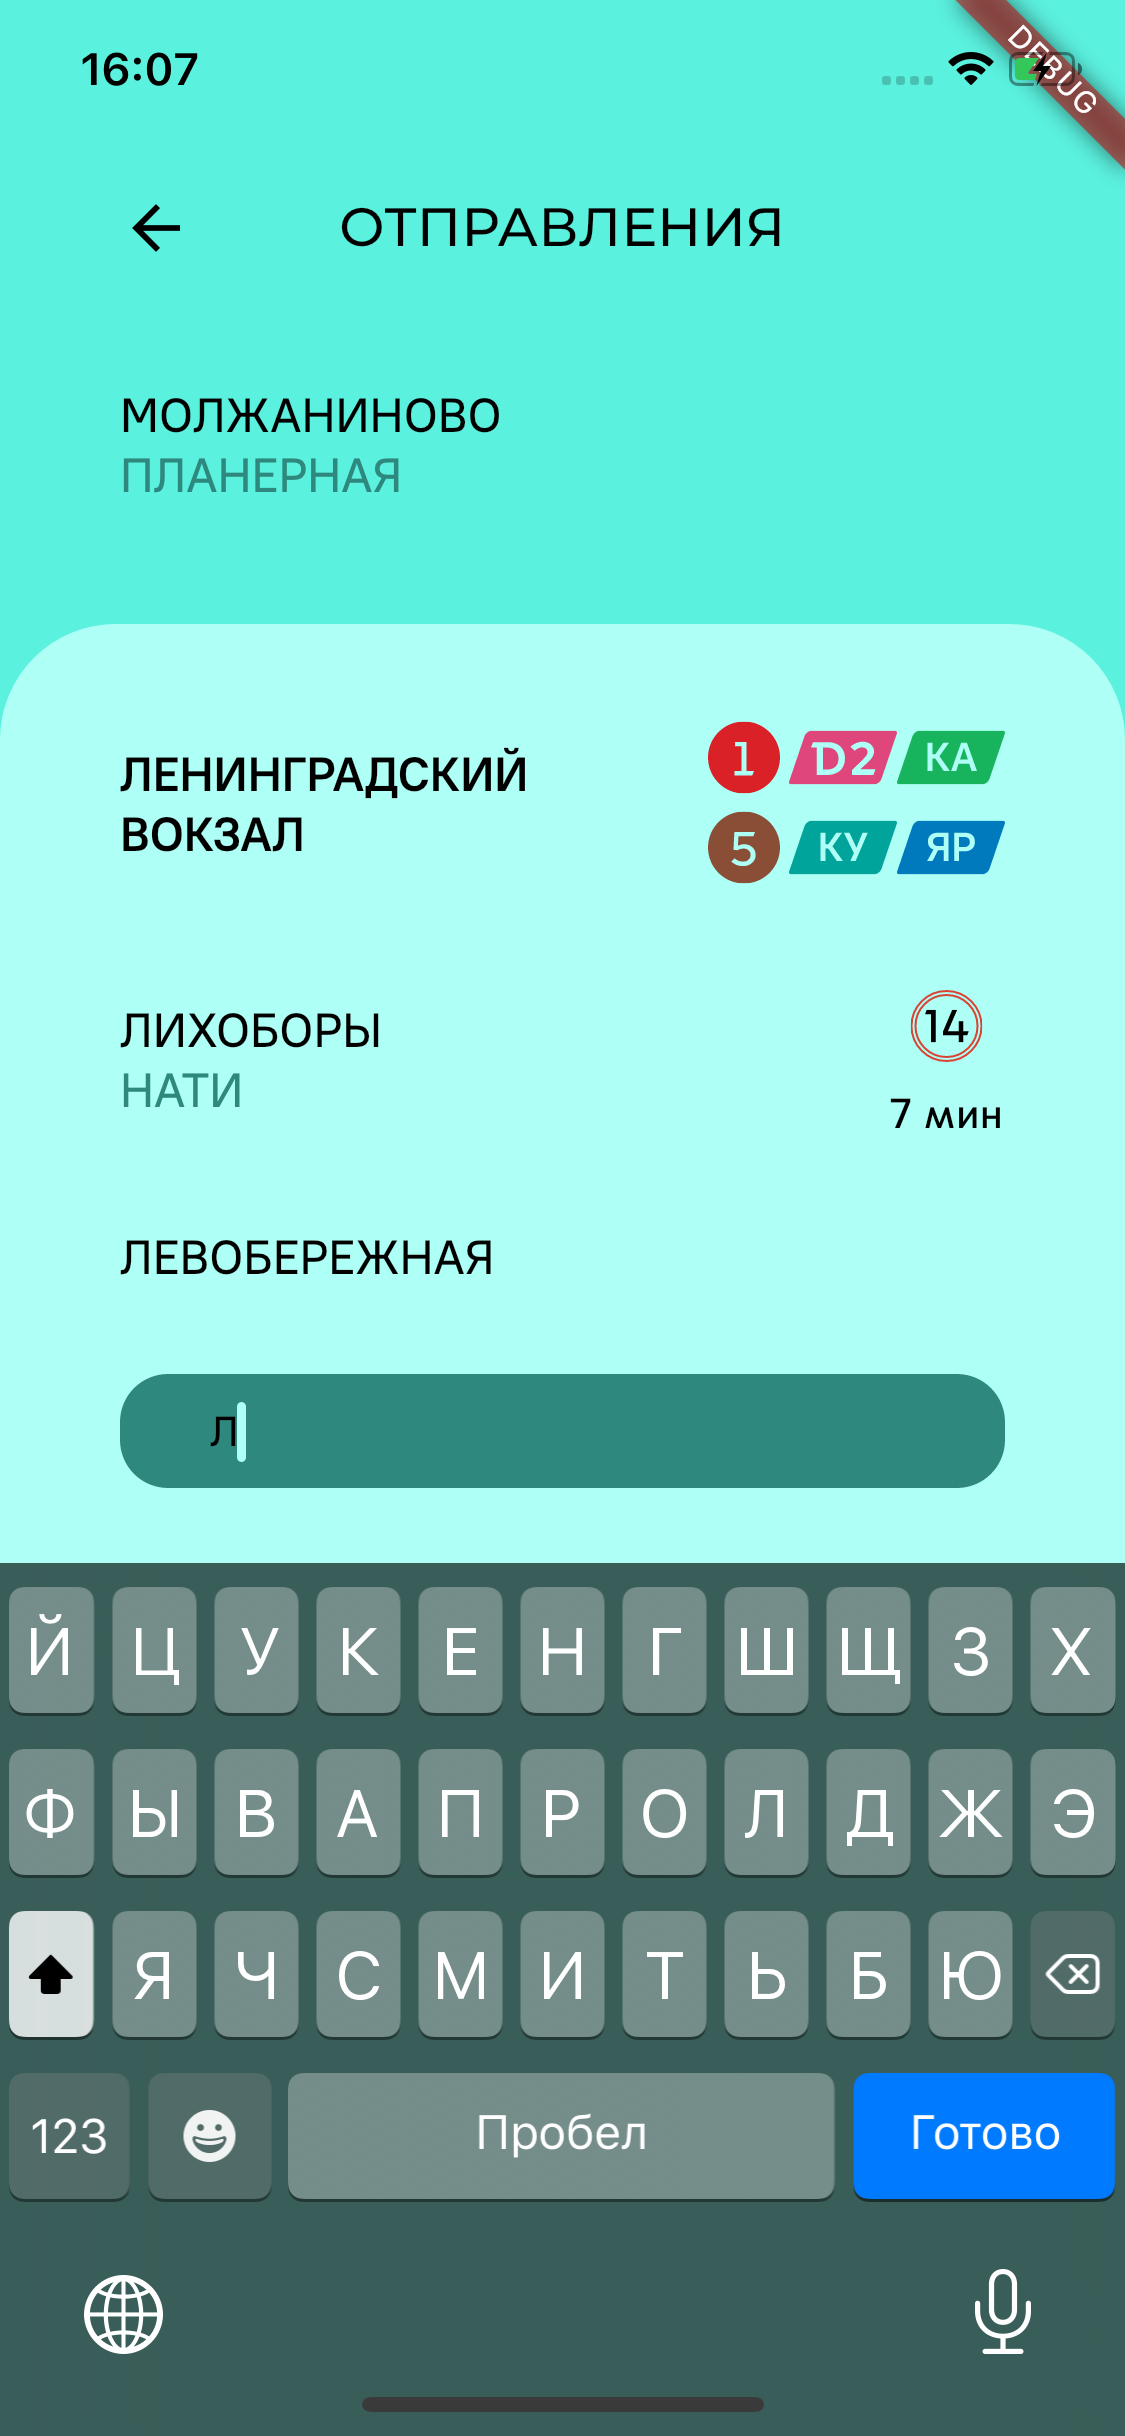 16:07
DEBUG
ОТПРАВЛЕНИЯ
МОЛЖАНИНОВО
ПЛАНЕРНАЯ
ЛЕНИНГРАДСКИЙ
ВОКЗАЛ
1 D2 КА
5 КУ ЯР
ЛИХОБОРЫ
НАТИ
14
7 мин
ЛЕВОБЕРЕЖНАЯ
Л
Й Ц У К Е Н Г Ш Щ З Х
Ф Ы В А П Р О Л Д Ж Э
Я Ч С М И Т Ь Б Ю
123 Пробел Готово